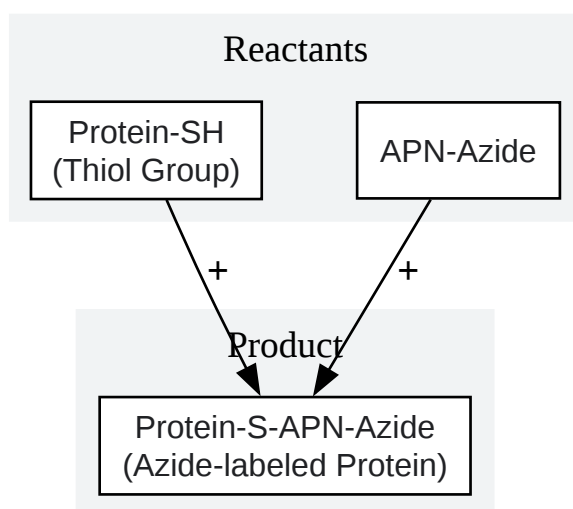 Reactants
Protein-SH
(Thiol Group)
APN-Azide
+
+
Product
Protein-S-APN-Azide
(Azide-labeled Protein)